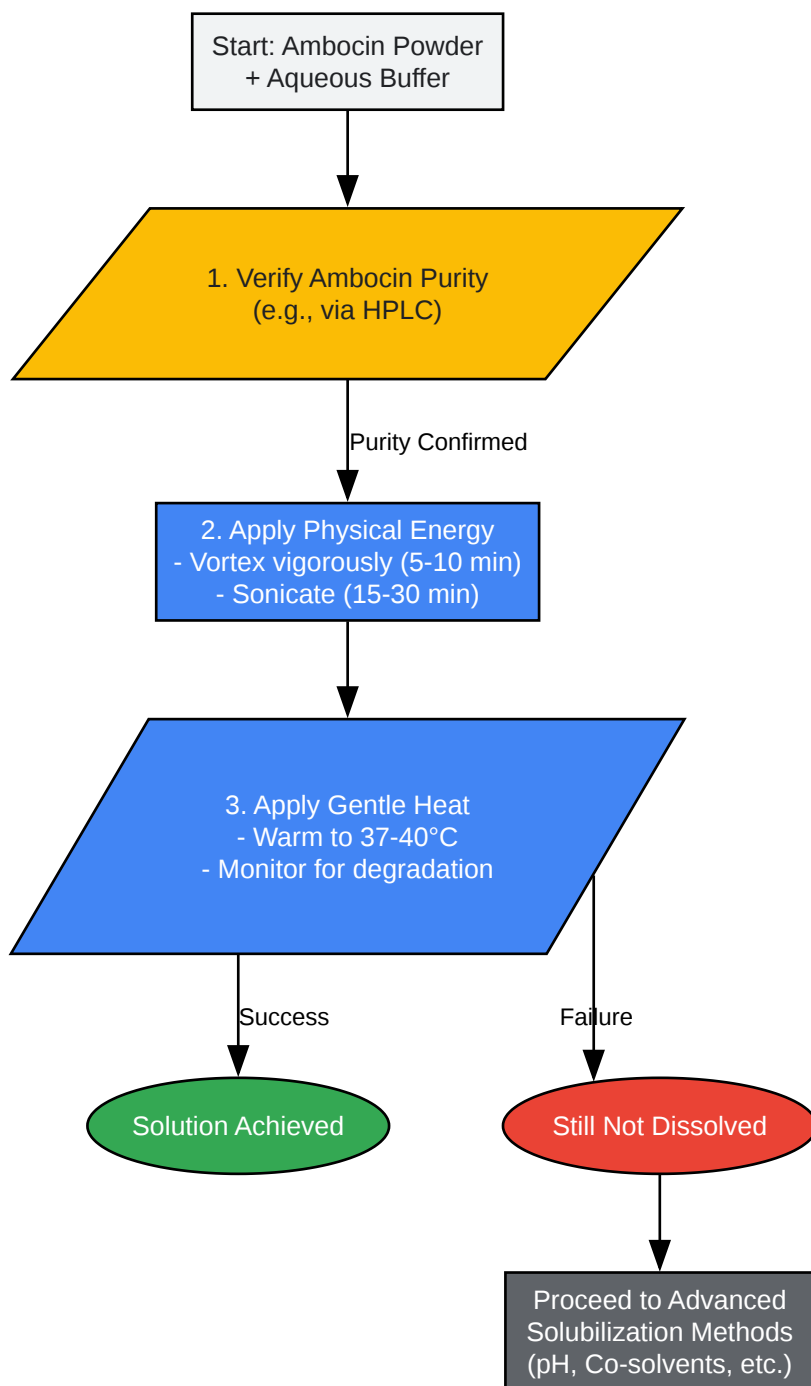 Start: Ambocin Powder
+ Aqueous Buffer
1. Verify Ambocin Purity
(e.g., via HPLC)
Purity Confirmed
2. Apply Physical Energy
- Vortex vigorously (5-10 min)
- Sonicate (15-30 min)
3. Apply Gentle Heat
- Warm to 37-40°C
- Monitor for degradation
Success
Failure
Solution Achieved
Still Not Dissolved
Proceed to Advanced
Solubilization Methods
(pH, Co-solvents, etc.)